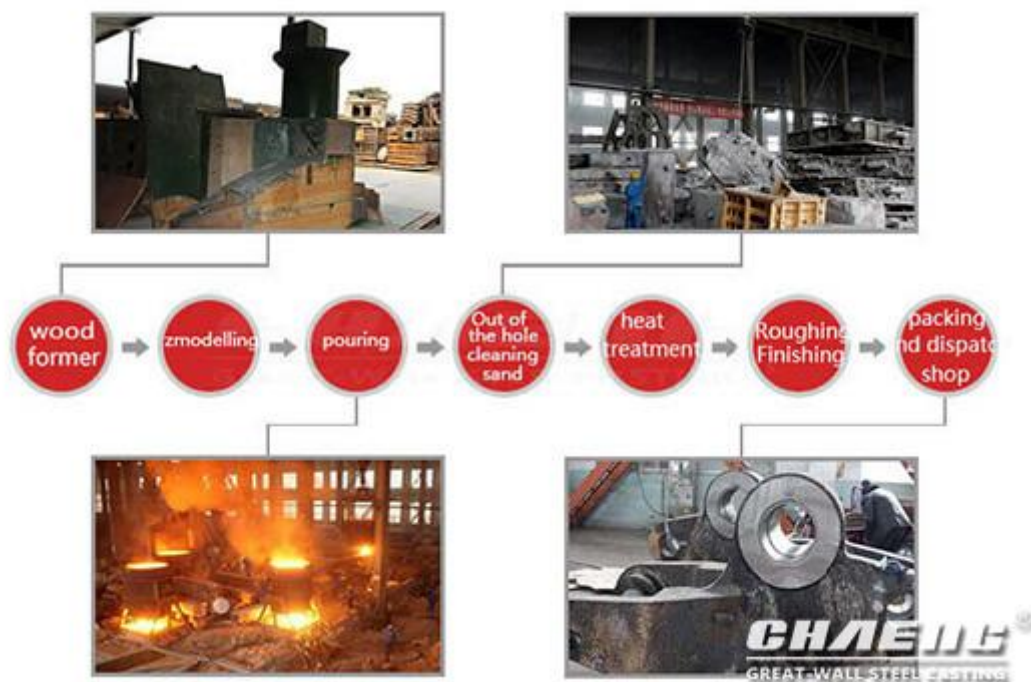 wood
former
zmodelling
pouring
Out of
the hole
cleaning
sand
heat
treatment
Roughing
Finishing
packing
nd dispatc
shop
CHAENG®
GREAT WALL STEEL CASTING